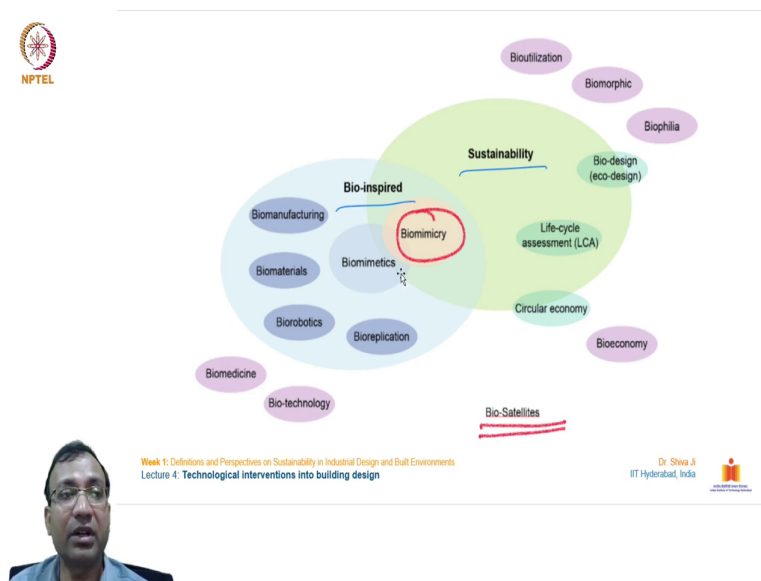 NPTEL
Bioutilization
Biomorphic
Biophilia
Sustainability
Bio-design
(eco-design)
Bio-inspired
Biomanufacturing
Biomimicry
Life-cycle
assessment (LCA)
Biomimetics
Biomaterials
Circular economy
Biorobotics
Bioreplication
Bioeconomy
Biomedicine
Bio-technology
Bio-Satellites
Week 1: Definitions and Perspectives on Sustainability in Industrial Design and Built Environments
Lecture 4: Technological interventions into building design
Dr. Shiva Ji
IIT Hyderabad, India